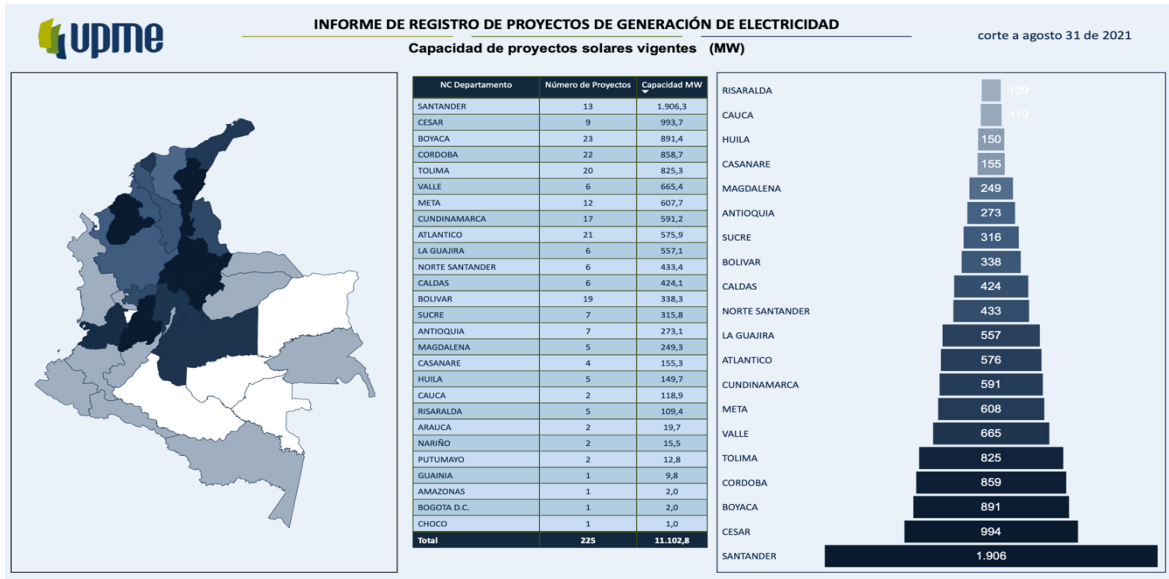 upme
INFORME DE REGISTRO DE PROYECTOS DE GENERACIÓN DE ELECTRICIDAD
Capacidad de proyectos solares vigentes (MW)
corte a agosto 31 de 2021
NC Departamento Número de Proyectos Capacidad MW
SANTANDER 13 1.906,3
CESAR 9 993,7
BOYACA 23 891,4
CORDOBA 22 858,7
TOLIMA 20 825,3
VALLE 6 665,4
META 12 607,7
CUNDINAMARCA 17 591,2
ATLANTICO 21 575,9
LA GUAJIRA 6 557,1
NORTE SANTANDER 6 433,4
CALDAS 6 424,1
BOLIVAR 19 338,3
SUCRE 7 315,8
ANTIOQUIA 7 273,1
MAGDALENA 5 249,3
CASANARE 4 155,3
HUILA 5 149,7
CAUCA 2 118,9
RISARALDA 5 109,4
ARAUCA 2 19,7
NARIÑO 2 15,5
PUTUMAYO 2 12,8
GUAINIA 1 9,8
AMAZONAS 1 2,0
BOGOTA D.C. 1 2,0
CHOCO 1 1,0
Total 225 11.102,8
RISARALDA 109
CAUCA 119
HUILA 150
CASANARE 155
MAGDALENA 249
ANTIOQUIA 273
SUCRE 316
BOLIVAR 338
CALDAS 424
NORTE SANTANDER 433
LA GUAJIRA 557
ATLANTICO 576
CUNDINAMARCA 591
META 608
VALLE 665
TOLIMA 825
CORDOBA 859
BOYACA 891
CESAR 994
SANTANDER 1.906